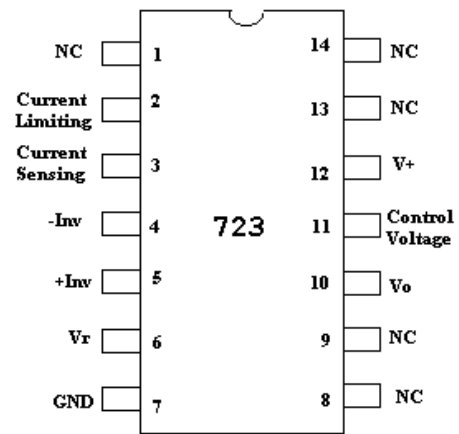 NC 1
Current
Limiting 2
Current
Sensing 3
-Inv 4
+Inv 5
Vr 6
GND 7
723
14 NC
13 NC
12 V+
11 Control
Voltage
10 Vo
9 NC
8 NC